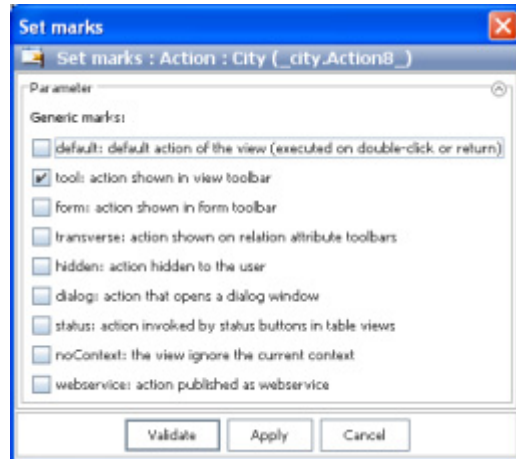 Set marks
Set marks : Action : City (_city.Action8_)
Parameter
Generic marks:
default: default action of the view (executed on double-click or return)
tool: action shown in view toolbar
form: action shown in form toolbar
transverse: action shown on relation attribute toolbars
hidden: action hidden to the user
dialog: action that opens a dialog window
status: action invoked by status buttons in table views
noContext: the view ignore the current context
webservice: action published as webservice
Validate Apply Cancel